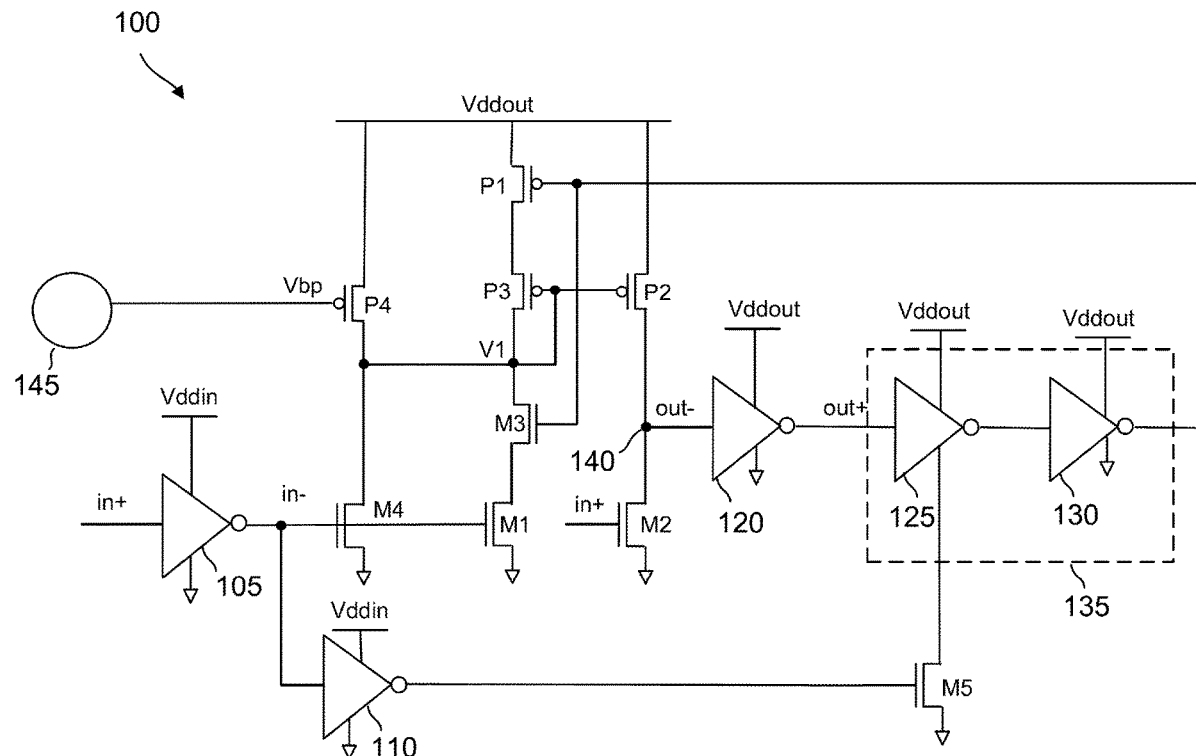 100
Vddout
P1
Vbp
P4
P3
P2
Vddout
Vddout
Vddout
145
V1
Vddin
M3
out-
out+
140
in+
in-
M4
in+
M1
M2
120
125
130
105
135
Vddin
M5
110